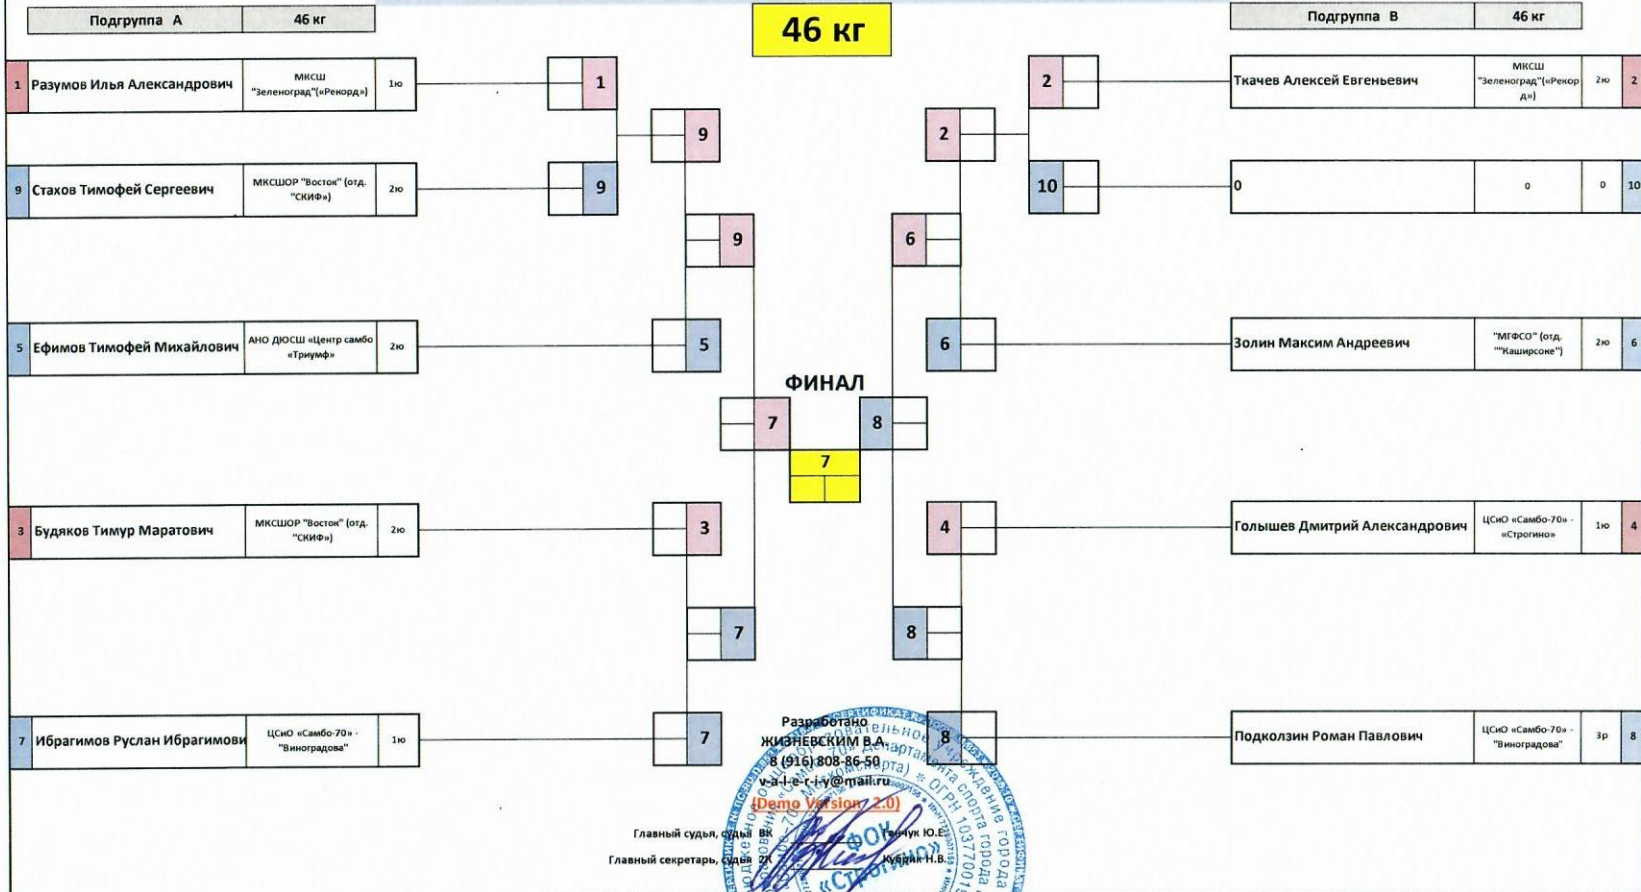 Подгруппа А 46 кг
46 кг
Подгруппа В 46 кг
1 Разумов Илья Александрович МКСШ "Зеленоград"(«Рекорд») 1ю
1
2
Ткачев Алексей Евгеньевич МКСШ "Зеленоград"(«Рекорд») 2ю 2
9
2
9 Стахов Тимофей Сергеевич МКСШОР "Восток" (отд. "СКИФ») 2ю
9
10
0 0 0 10
9
6
5 Ефимов Тимофей Михайлович АНО ДЮСШ «Центр самбо «Триумф» 2ю
5
6
Золин Максим Андреевич "МГФСО" (отд. ""Каширсоке") 2ю 6
ФИНАЛ
7
8
7
3 Будяков Тимур Маратович МКСШОР "Восток" (отд. "СКИФ») 2ю
3
4
Голышев Дмитрий Александрович ЦСиО «Самбо-70» - «Строгино» 1ю 4
7
8
7 Ибрагимов Руслан Ибрагимови ЦСиО «Самбо-70» - "Виноградова" 1ю
7
8
Подколзин Роман Павлович ЦСиО «Самбо-70» - "Виноградова" 3р 8
Разработано
ЖИЗНЕВСКИМ В.А.
8 (916) 808-86-50
v-a-l-e-r-i-y@mail.ru
(Demo Version 2.0)
Главный судья, судья ВК Ганчук Ю.Е.
Главный секретарь, судья 2К Кубрик Н.В.
ФОК
«Строгино»